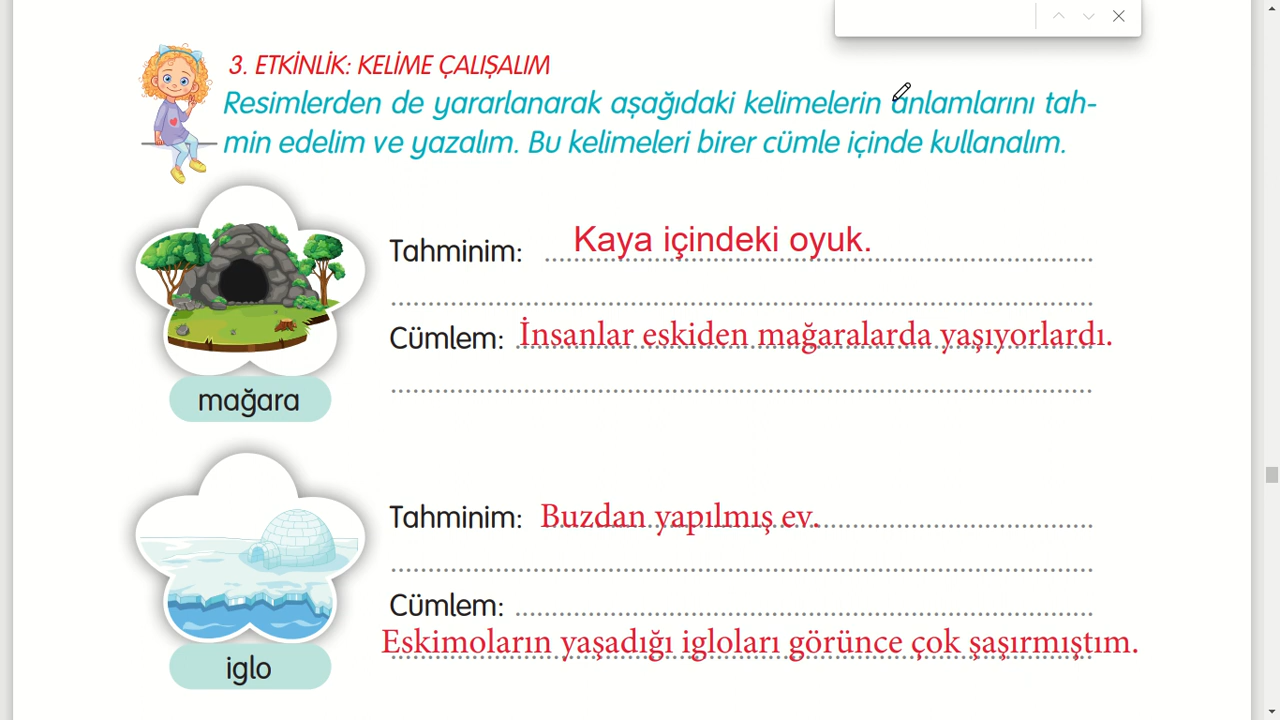 3. ETKİNLİK: KELİME ÇALIŞALIM
Resimlerden de yararlanarak aşağıdaki kelimelerin anlamlarını tah-
min edelim ve yazalım. Bu kelimeleri birer cümle içinde kullanalım.
Tahminim: Kaya içindeki oyuk.
Cümlem: İnsanlar eskiden mağaralarda yaşıyorlardı.
mağara
Tahminim: Buzdan yapılmış ev.
Cümlem:
Eskimoların yaşadığı igloları görünce çok şaşırmıştım.
iglo